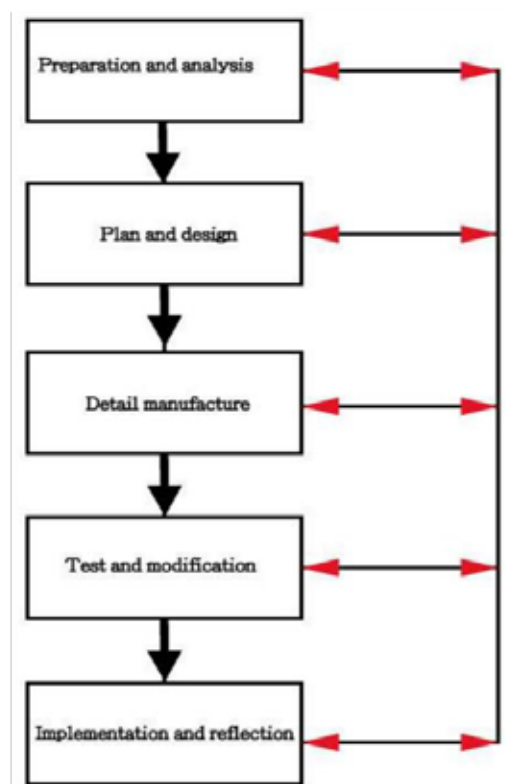 Preparation and analysis
Plan and design
Detail manufacture
Test and modification
Implementation and reflection